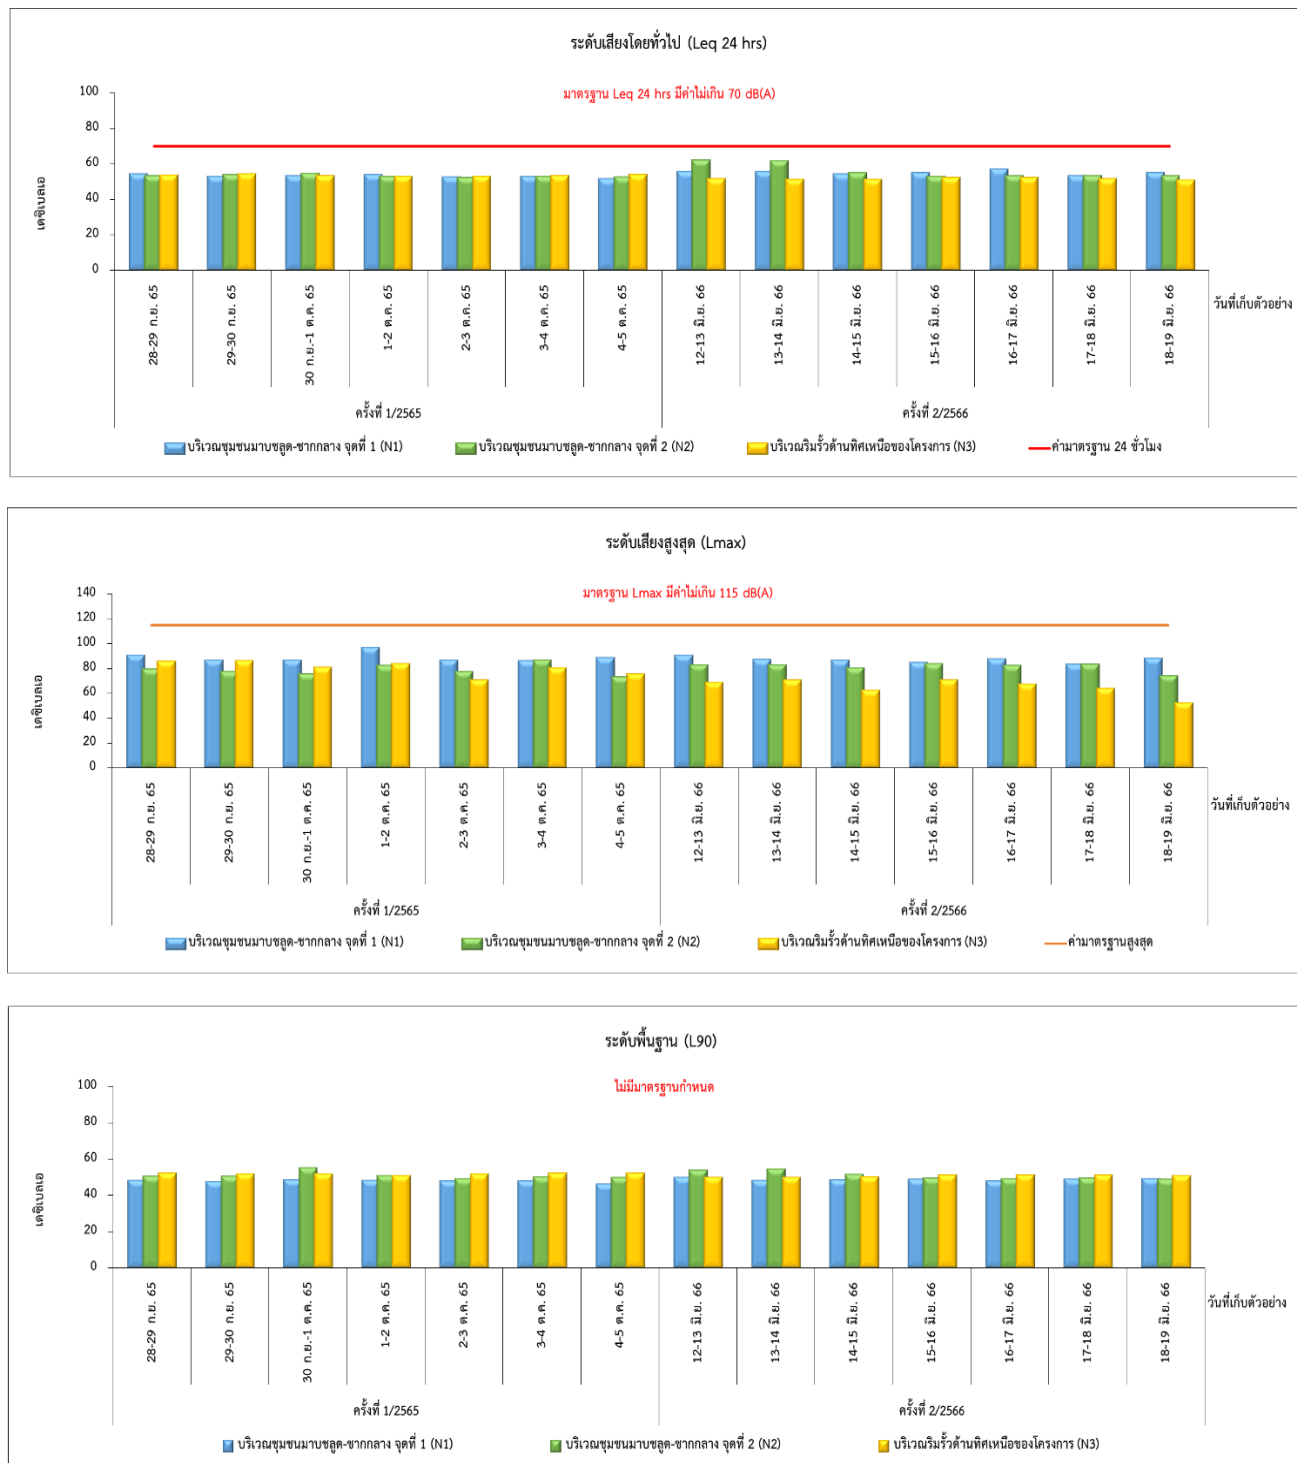 ระดับเสียงโดยทั่วไป (Leq 24 hrs)
มาตรฐาน Leq 24 hrs มีค่าไม่เกิน 70 dB(A)
100
80
60
40
20
0
เดซิเบลเอ
28-29 ก.ย. 65
29-30 ก.ย. 65
30 ก.ย.-1 ต.ค. 65
1-2 ต.ค. 65
2-3 ต.ค. 65
3-4 ต.ค. 65
4-5 ต.ค. 65
12-13 มิ.ย. 66
13-14 มิ.ย. 66
14-15 มิ.ย. 66
15-16 มิ.ย. 66
16-17 มิ.ย. 66
17-18 มิ.ย. 66
18-19 มิ.ย. 66
วันที่เก็บตัวอย่าง
ครั้งที่ 1/2565 ครั้งที่ 2/2566
บริเวณชุมชนมาบชลูด-ชากกลาง จุดที่ 1 (N1) บริเวณชุมชนมาบชลูด-ชากกลาง จุดที่ 2 (N2) บริเวณริมรั้วด้านทิศเหนือของโครงการ (N3) ค่ามาตรฐาน 24 ชั่วโมง
ระดับเสียงสูงสุด (Lmax)
มาตรฐาน Lmax มีค่าไม่เกิน 115 dB(A)
140
120
100
80
60
40
20
0
เดซิเบลเอ
28-29 ก.ย. 65
29-30 ก.ย. 65
30 ก.ย.-1 ต.ค. 65
1-2 ต.ค. 65
2-3 ต.ค. 65
3-4 ต.ค. 65
4-5 ต.ค. 65
12-13 มิ.ย. 66
13-14 มิ.ย. 66
14-15 มิ.ย. 66
15-16 มิ.ย. 66
16-17 มิ.ย. 66
17-18 มิ.ย. 66
18-19 มิ.ย. 66
วันที่เก็บตัวอย่าง
ครั้งที่ 1/2565 ครั้งที่ 2/2566
บริเวณชุมชนมาบชลูด-ชากกลาง จุดที่ 1 (N1) บริเวณชุมชนมาบชลูด-ชากกลาง จุดที่ 2 (N2) บริเวณริมรั้วด้านทิศเหนือของโครงการ (N3) ค่ามาตรฐานสูงสุด
ระดับพื้นฐาน (L90)
ไม่มีมาตรฐานกำหนด
100
80
60
40
20
0
เดซิเบลเอ
28-29 ก.ย. 65
29-30 ก.ย. 65
30 ก.ย.-1 ต.ค. 65
1-2 ต.ค. 65
2-3 ต.ค. 65
3-4 ต.ค. 65
4-5 ต.ค. 65
12-13 มิ.ย. 66
13-14 มิ.ย. 66
14-15 มิ.ย. 66
15-16 มิ.ย. 66
16-17 มิ.ย. 66
17-18 มิ.ย. 66
18-19 มิ.ย. 66
วันที่เก็บตัวอย่าง
ครั้งที่ 1/2565 ครั้งที่ 2/2566
บริเวณชุมชนมาบชลูด-ชากกลาง จุดที่ 1 (N1) บริเวณชุมชนมาบชลูด-ชากกลาง จุดที่ 2 (N2) บริเวณริมรั้วด้านทิศเหนือของโครงการ (N3)